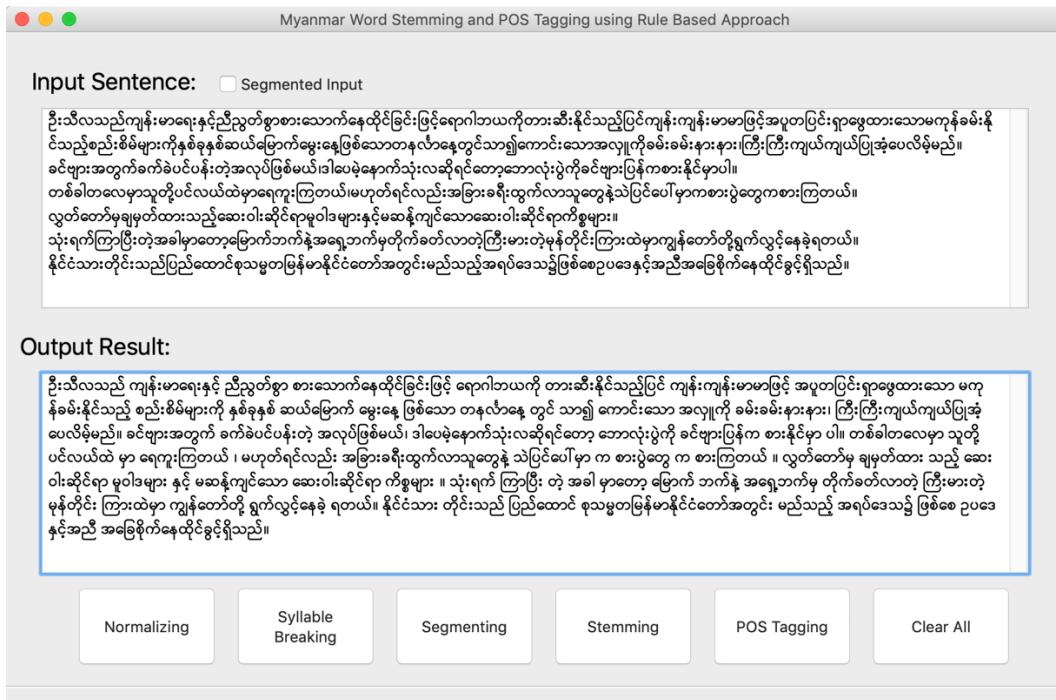 Myanmar Word Stemming and POS Tagging using Rule Based Approach
Input Sentence:
Segmented Input
ဦးသီလသည်ကျန်းမာရေးနှင့်ညီညွတ်စွာစားသောက်နေထိုင်ခြင်းဖြင့်ရောဂါဘယကိုတားဆီးနိုင်သည့်ပြင်ကျန်းကျန်းမာမာဖြင့်အပူတပြင်းရှာဖွေထားသောမကုန်ခမ်းနို
င်သည့်စည်းစိမ်များကိုနှစ်ခုနှစ်ဆယ်မြောက်မွေးနေ့ဖြစ်သောတနင်္လာနေ့တွင်သာ၍ကောင်းသောအလှူကိုခမ်းခမ်းနားနား၊ကြီးကြီးကျယ်ကျယ်ပြုအံ့ပေလိမ့်မည်။
ခင်ဗျားအတွက်ခက်ခဲပင်ပန်းတဲ့အလုပ်ဖြစ်မယ်၊ဒါပေမဲ့နောက်သုံးလဆိုရင်တော့ဘောလုံးပွဲကိုခင်ဗျားပြန်ကစားနိုင်မှာပါ။
တစ်ခါတလေမှာသူတို့ပင်လယ်ထဲမှာရေကူးကြတယ်၊မဟုတ်ရင်လည်းအခြားခရီးထွက်လာသူတွေနဲ့သဲပြင်ပေါ်မှာကစားပွဲတွေကစားကြတယ်။
လွှတ်တော်မှချမှတ်ထားသည့်ဆေးဝါးဆိုင်ရာမူဝါဒများနှင့်မဆန့်ကျင်သောဆေးဝါးဆိုင်ရာကိစ္စများ။
သုံးရက်ကြာပြီးတဲ့အခါမှာတော့မြောက်ဘက်နဲ့အရှေ့ဘက်မှတိုက်ခတ်လာတဲ့ကြီးမားတဲ့မုန်တိုင်းကြားထဲမှာကျွန်တော်တို့ရွက်လွှင့်နေခဲ့ရတယ်။
နိုင်ငံသားတိုင်းသည်ပြည်ထောင်စုသမ္မတမြန်မာနိုင်ငံတော်အတွင်းမည်သည့်အရပ်ဒေသ၌ဖြစ်စေဥပဒေနှင့်အညီအခြေစိုက်နေထိုင်ခွင့်ရှိသည်။
Output Result:
ဦးသီလသည် ကျန်းမာရေးနှင့် ညီညွတ်စွာ စားသောက်နေထိုင်ခြင်းဖြင့် ရောဂါဘယကို တားဆီးနိုင်သည့်ပြင် ကျန်းကျန်းမာမာဖြင့် အပူတပြင်းရှာဖွေထားသော မကု
န်ခမ်းနိုင်သည့် စည်းစိမ်များကို နှစ်ခုနှစ် ဆယ်မြောက် မွေးနေ့ ဖြစ်သော တနင်္လာနေ့ တွင် သာ၍ ကောင်းသော အလှူကို ခမ်းခမ်းနားနား၊ ကြီးကြီးကျယ်ကျယ်ပြုအံ့
ပေလိမ့်မည်။ ခင်ဗျားအတွက် ခက်ခဲပင်ပန်းတဲ့ အလုပ်ဖြစ်မယ်၊ ဒါပေမဲ့နောက်သုံးလဆိုရင်တော့ ဘောလုံးပွဲကို ခင်ဗျားပြန်က စားနိုင်မှာ ပါ။ တစ်ခါတလေမှာ သူတို့
ပင်လယ်ထဲ မှာ ရေကူးကြတယ် ၊ မဟုတ်ရင်လည်း အခြားခရီးထွက်လာသူတွေနဲ့ သဲပြင်ပေါ်မှာ က စားပွဲတွေ က စားကြတယ် ။ လွှတ်တော်မှ ချမှတ်ထား သည့် ဆေး
ဝါးဆိုင်ရာ မူဝါဒများ နှင့် မဆန့်ကျင်သော ဆေးဝါးဆိုင်ရာ ကိစ္စများ ။ သုံးရက် ကြာပြီး တဲ့ အခါ မှာတော့ မြောက် ဘက်နဲ့ အရှေ့ဘက်မှ တိုက်ခတ်လာတဲ့ ကြီးမားတဲ့
မုန်တိုင်း ကြားထဲမှာ ကျွန်တော်တို့ ရွက်လွှင့်နေခဲ့ ရတယ်။ နိုင်ငံသား တိုင်းသည် ပြည်ထောင် စုသမ္မတမြန်မာနိုင်ငံတော်အတွင်း မည်သည့် အရပ်ဒေသ၌ ဖြစ်စေ ဥပဒေ
နှင့်အညီ အခြေစိုက်နေထိုင်ခွင့်ရှိသည်။
Normalizing
Syllable
Breaking
Segmenting
Stemming
POS Tagging
Clear All